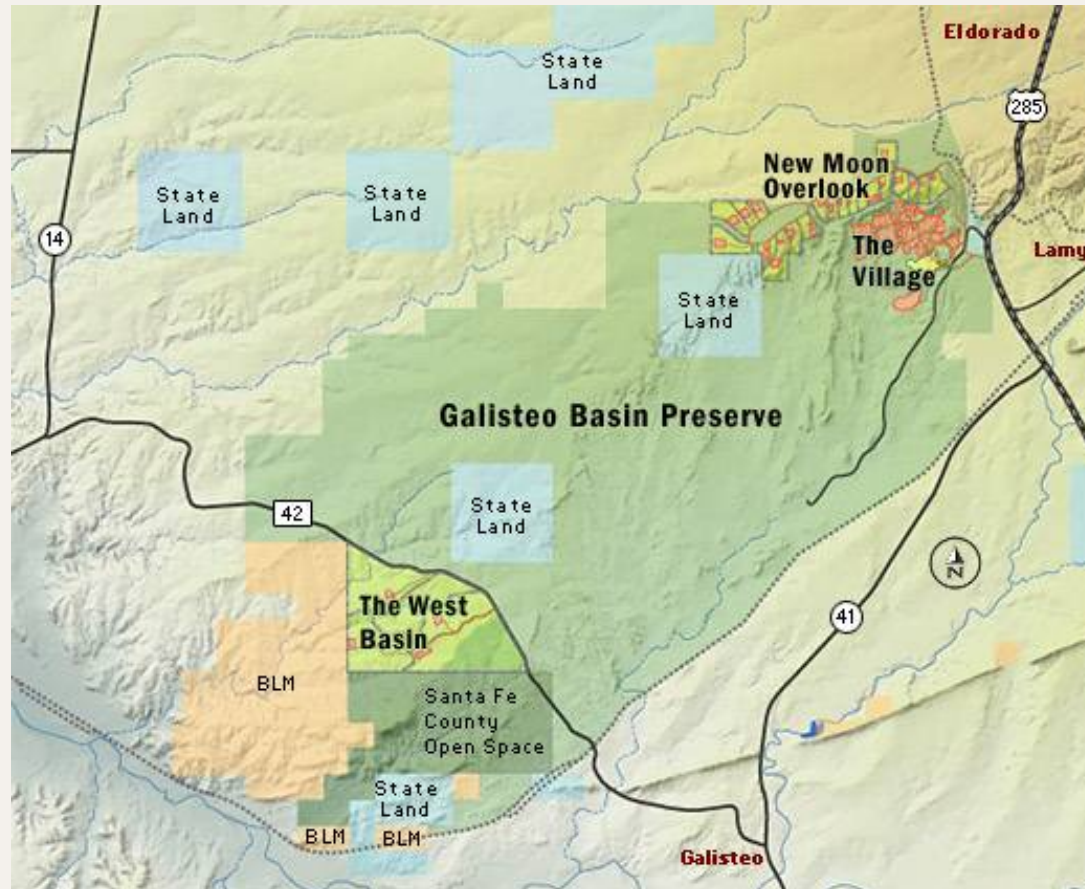 Eldorado
State
Land
285
New Moon
Overlook
State
Land
State
Land
14
The
Village
Lamy
State
Land
Galisteo Basin Preserve
State
Land
42
N
The West
Basin
41
BLM
Santa Fe
County
Open Space
State
Land
BLM
BLM
Galisteo